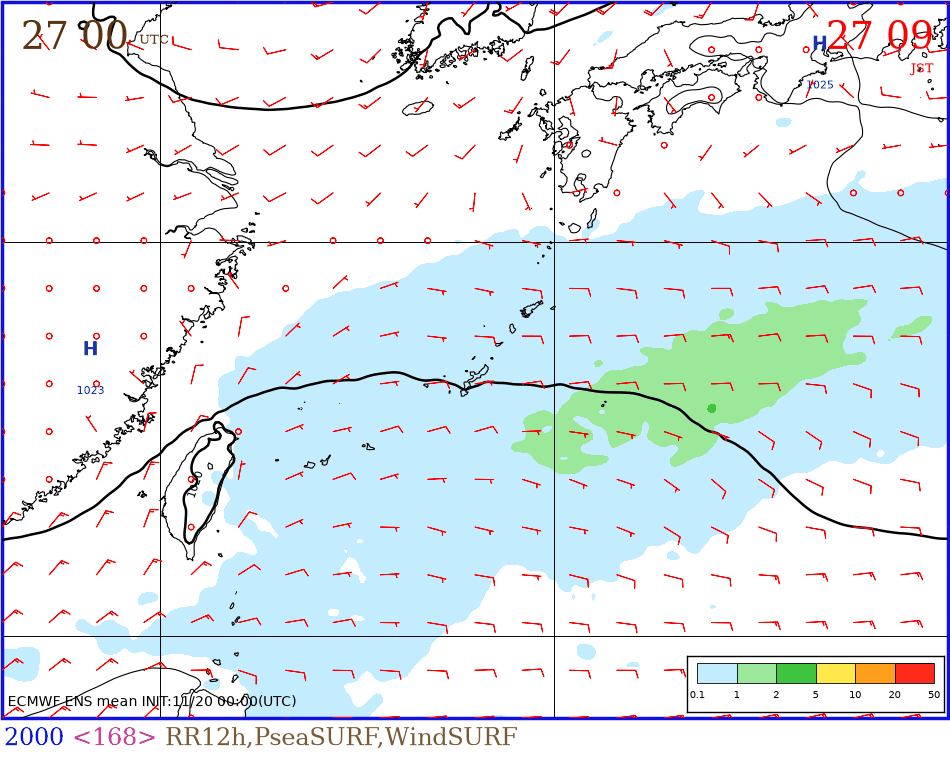 27 00 UTC
H 27 09
JST
1025
H
1023
ECMWF ENS mean INIT:11/20 00:00(UTC)
0.1 1 2 5 10 20 50
2000 <168> RR12h,PseaSURF,WindSURF